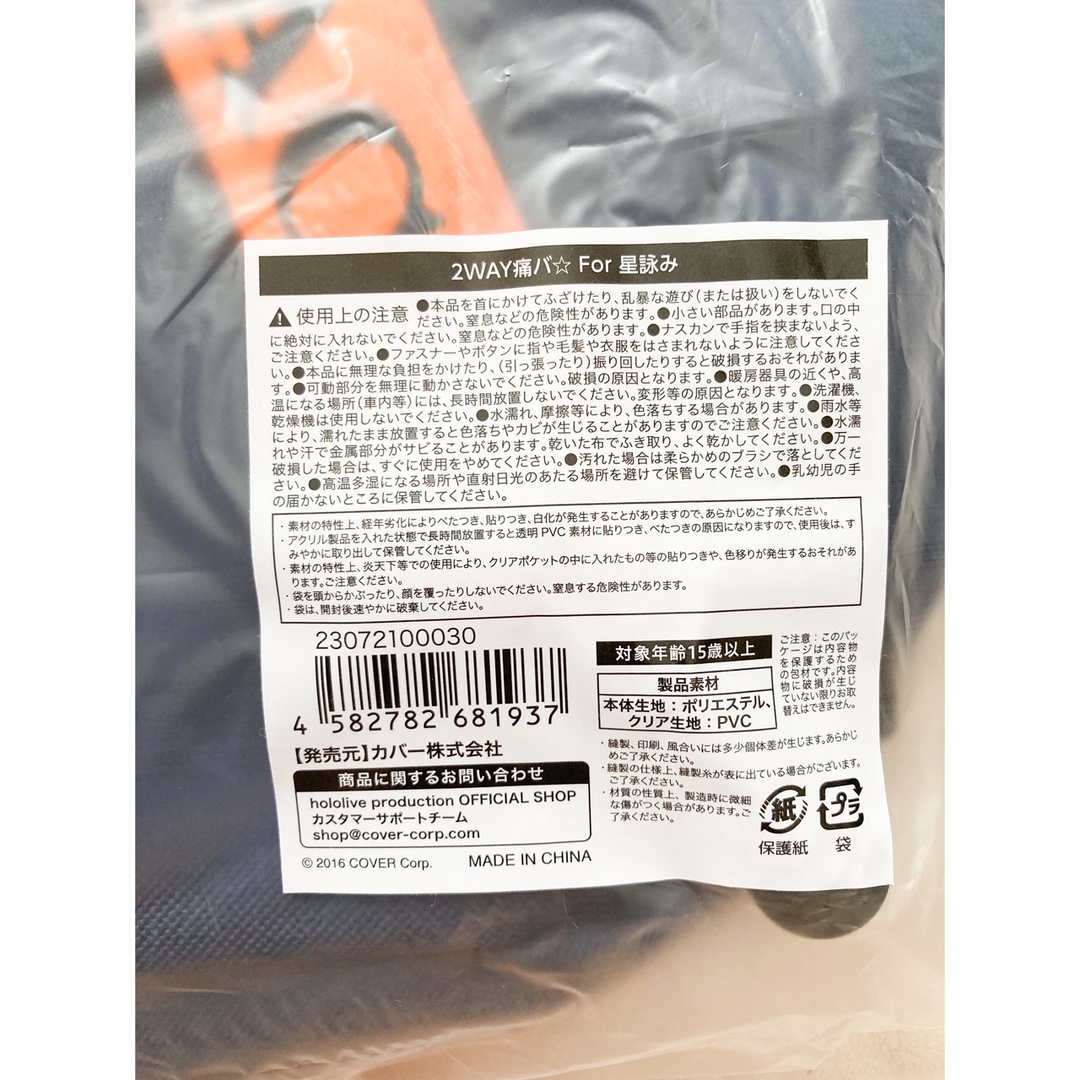 2WAY痛バ☆ For 星詠み
使用上の注意 ●本品を首にかけてふざけたり、乱暴な遊び(または扱い)をしないでく
ださい。窒息などの危険性があります。●小さい部品があります。口の中
に絶対に入れないでください。窒息などの危険性があります。●ナスカンで手指を挟まないよう、
ご注意ください。●ファスナーやボタンに指や毛髪や衣服をはさまれないように注意してくださ
い。●本品に無理な負担をかけたり、(引っ張ったり)振り回したりすると破損するおそれがありま
す。●可動部分を無理に動かさないでください。破損の原因となります。●暖房器具の近くや、高
温になる場所(車内等)には、長時間放置しないでください。変形等の原因となります。●洗濯機、
乾燥機は使用しないでください。●水濡れ、摩擦等により、色落ちする場合があります。●雨水等
により、濡れたまま放置すると色落ちやカビが生じることがありますのでご注意ください。●水濡
れや汗で金属部分がサビることがあります。乾いた布でふき取り、よく乾かしてください。●万一
破損した場合は、すぐに使用をやめてください。●汚れた場合は柔らかめのブラシで落としてくだ
さい。●高温多湿になる場所や直射日光のあたる場所を避けて保管してください。●乳幼児の手
の届かないところに保管してください。
・素材の特性上、経年劣化によりべたつき、貼りつき、白化が発生することがありますので、あらかじめご了承ください。
・アクリル製品を入れた状態で長時間放置すると透明PVC素材に貼りつき、べたつきの原因になりますので、使用後は、す
みやかに取り出して保管してください。
・素材の特性上、炎天下等での使用により、クリアポケットの中に入れたもの等の貼りつきや、色移りが発生するおそれがあ
ります。ご注意ください。
・袋を頭からかぶったり、顔を覆ったりしないでください。窒息する危険性があります。
・袋は、開封後速やかに破棄してください。
23072100030
4 582782 681937
【発売元】カバー株式会社
商品に関するお問い合わせ
hololive production OFFICIAL SHOP
カスタマーサポートチーム
shop@cover-corp.com
© 2016 COVER Corp. MADE IN CHINA
対象年齢15歳以上
製品素材
本体生地：ポリエステル、
クリア生地：PVC
ご注意：このパッ
ケージは内容物
を保護するため
の包材です。内容
物に破損が生じ
ていない限りお取
替えはできません。
・縫製、印刷、風合いには多少個体差が生じます。あらかじ
めご了承ください。
・縫製の仕様上、縫製糸が表に出ている場合がございます。
ご了承ください。
・材質の性質上、製造時に微細
な傷がつく場合があります。ご
了承ください。
紙
プラ
保護紙
袋